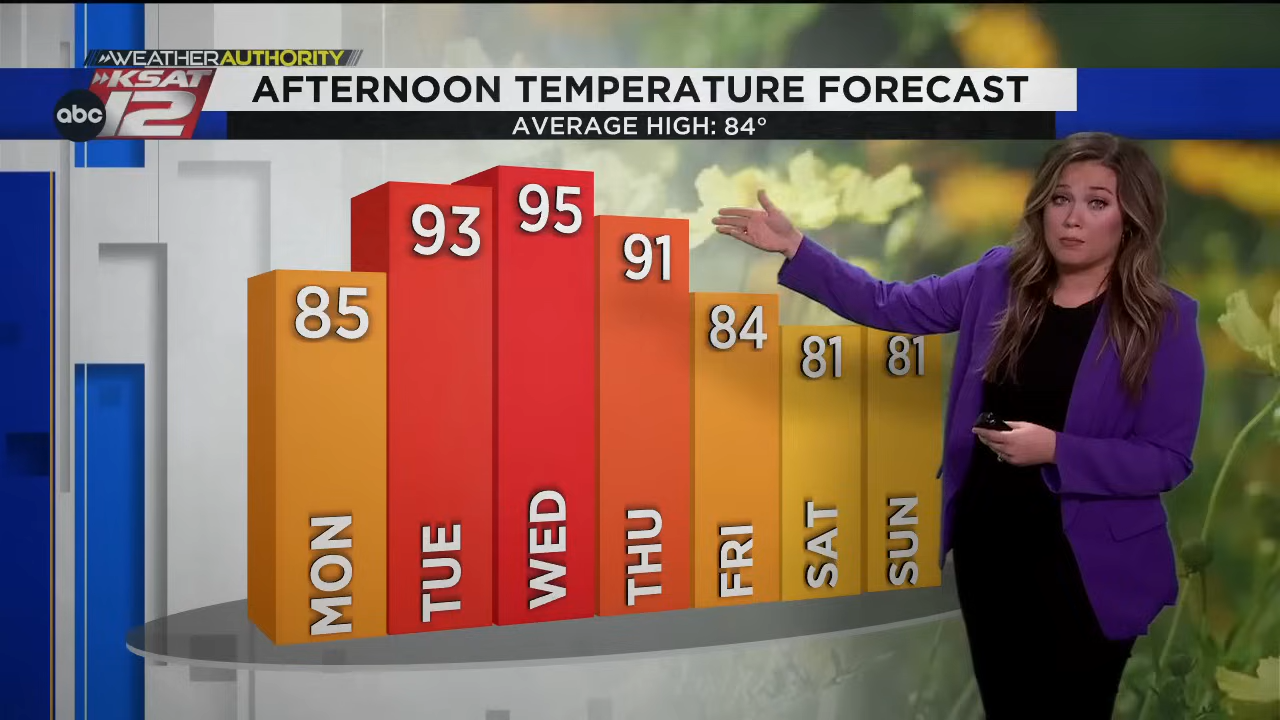 WEATHERAUTHORITY
KSAT
abc 12
AFTERNOON TEMPERATURE FORECAST
AVERAGE HIGH: 84°
85
93
95
91
84
81
81
MON
TUE
WED
THU
FRI
SAT
SUN